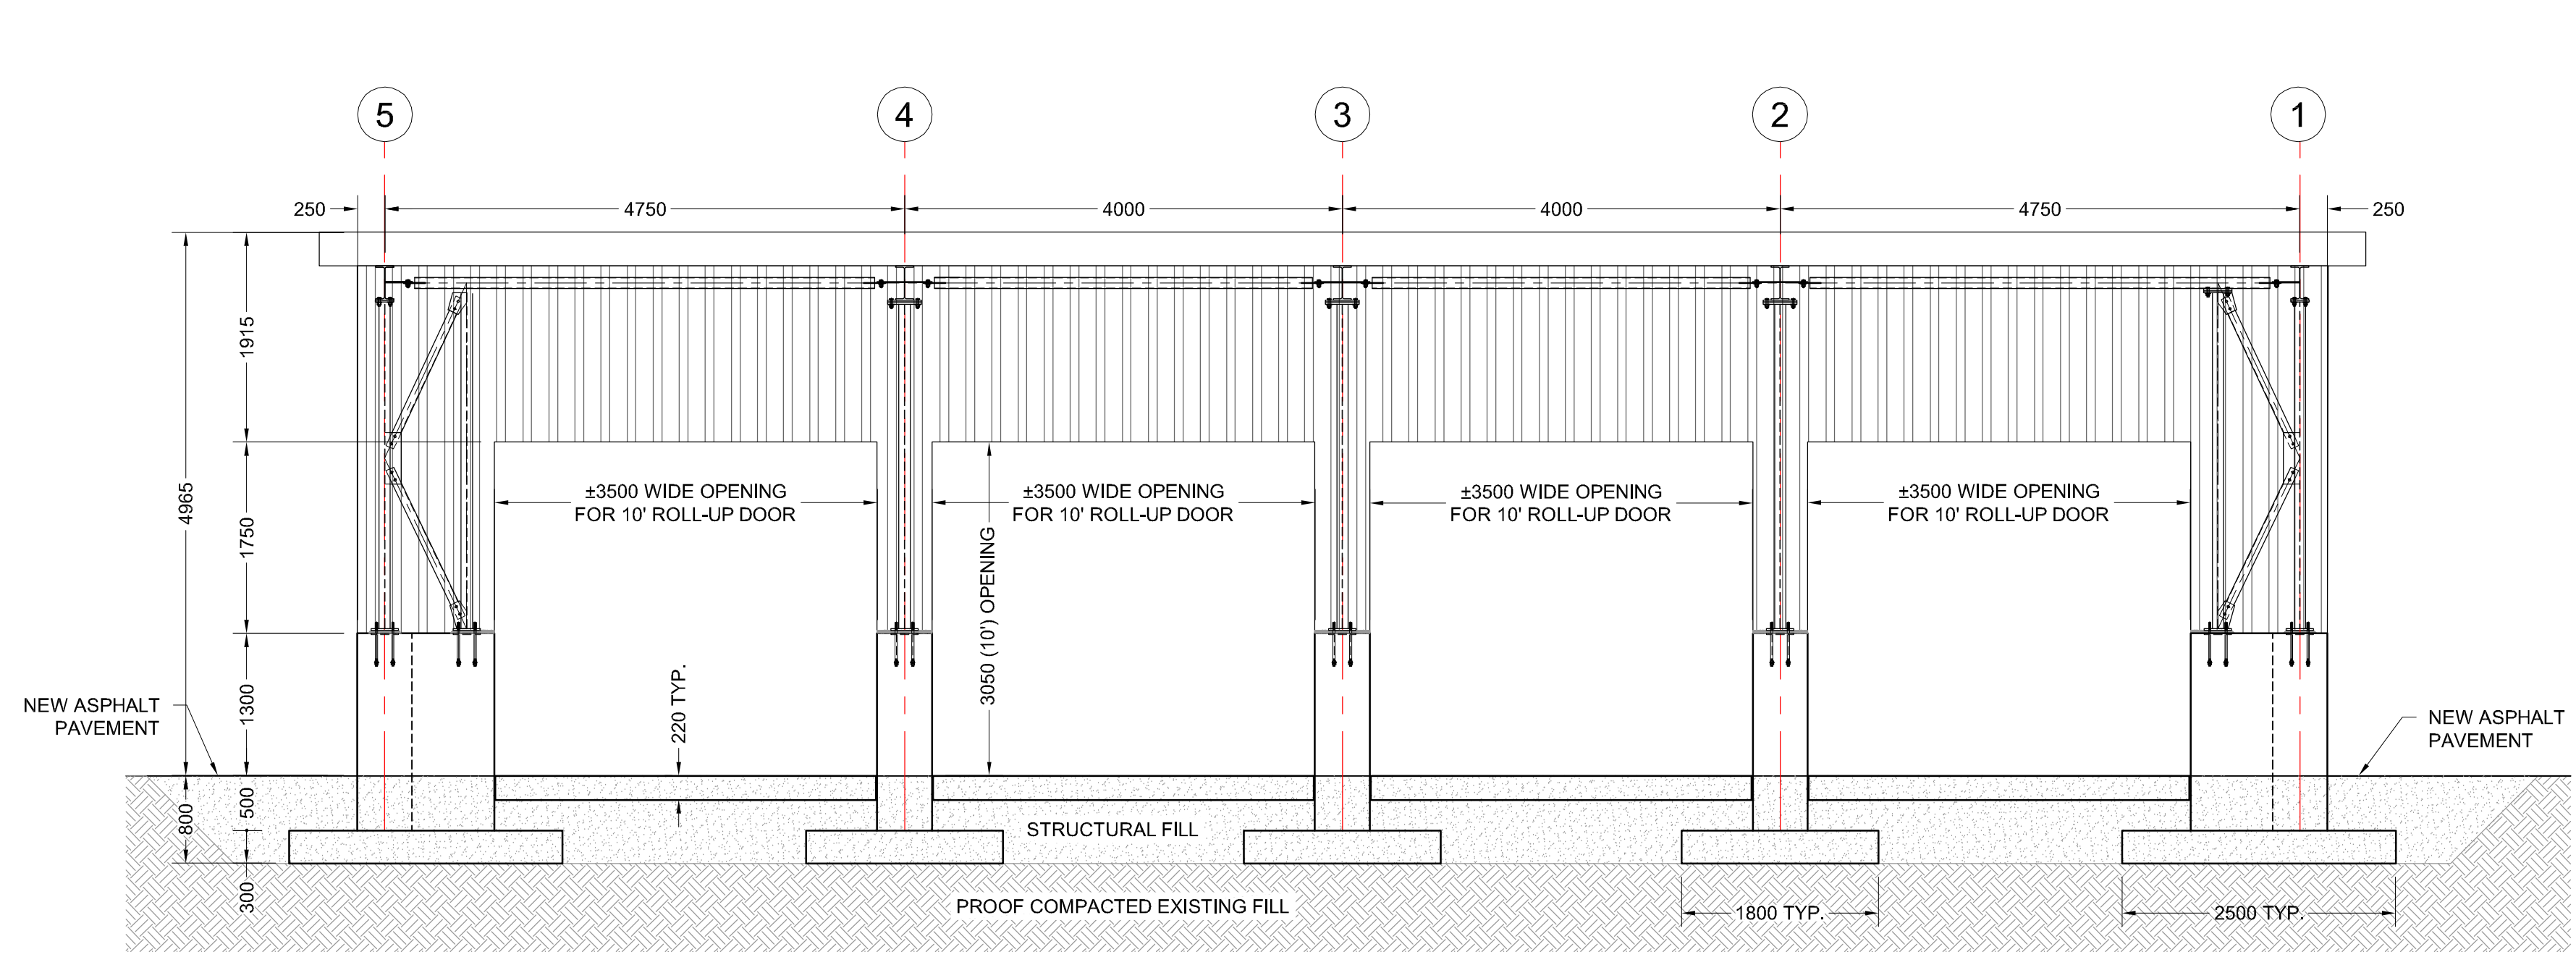 5
4
3
2
1
250
4750
4000
4000
4750
250
1915
4965
1750
±3500 WIDE OPENING
FOR 10' ROLL-UP DOOR
±3500 WIDE OPENING
FOR 10' ROLL-UP DOOR
±3500 WIDE OPENING
FOR 10' ROLL-UP DOOR
±3500 WIDE OPENING
FOR 10' ROLL-UP DOOR
3050 (10') OPENING
1300
220 TYP.
NEW ASPHALT
PAVEMENT
NEW ASPHALT
PAVEMENT
800
500
STRUCTURAL FILL
300
PROOF COMPACTED EXISTING FILL
1800 TYP.
2500 TYP.